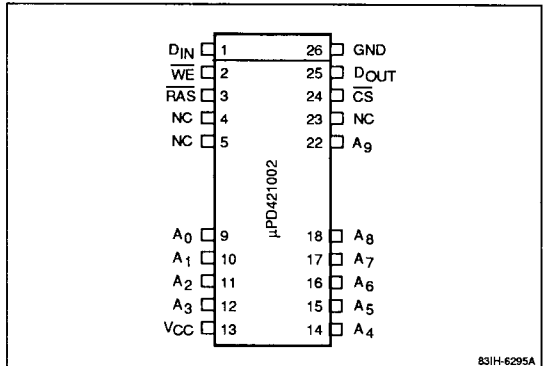 DIN 1 26 GND
WE 2 25 DOUT
RAS 3 24 CS
NC 4 23 NC
NC 5 22 A9
µPD421002
A0 9 18 A8
A1 10 17 A7
A2 11 16 A6
A3 12 15 A5
VCC 13 14 A4
83IH-6295A